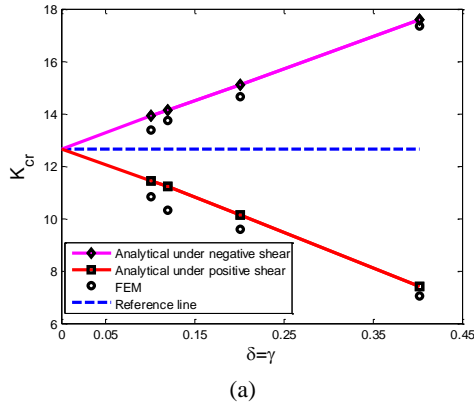 18
16
14
12
10
8
6
K_cr
Analytical under negative shear
Analytical under positive shear
FEM
Reference line
0 0.05 0.15 0.25 0.35 0.45
δ=γ
(a)